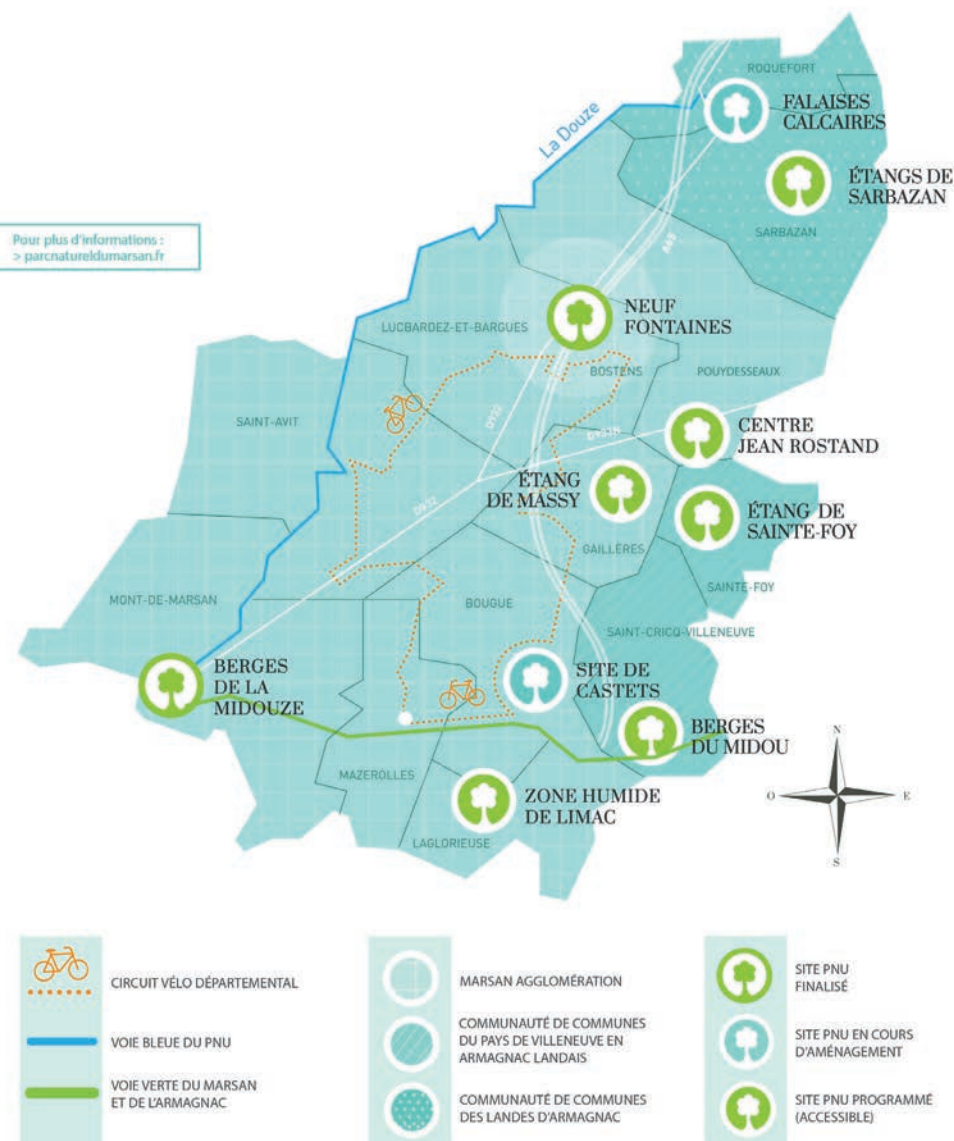 ROQUEFORT
FALAISES
CALCAIRES
La Douze
ÉTANGS DE
SARBAZAN
SARBAZAN
Pour plus d'informations :
> parcnatureldumarsan.fr
A65
NEUF
FONTAINES
LUCBARDEZ-ET-BARGUES
BOSTENS
POUYDESSEAUX
SAINT-AVIT
D932
D933N
CENTRE
JEAN ROSTAND
ÉTANG
DE MASSY
D932
ÉTANG DE
SAINTE-FOY
GAILLÈRES
SAINTE-FOY
MONT-DE-MARSAN
BOUGUE
SAINT-CRICQ-VILLENEUVE
BERGES
DE LA
MIDOUZE
SITE DE
CASTETS
BERGES
DU MIDOU
N
O
E
S
MAZEROLLES
ZONE HUMIDE
DE LIMAC
LAGLORIEUSE
CIRCUIT VÉLO DÉPARTEMENTAL
VOIE BLEUE DU PNU
VOIE VERTE DU MARSAN
ET DE L'ARMAGNAC
MARSAN AGGLOMÉRATION
COMMUNAUTÉ DE COMMUNES
DU PAYS DE VILLENEUVE EN
ARMAGNAC LANDAIS
COMMUNAUTÉ DE COMMUNES
DES LANDES D'ARMAGNAC
SITE PNU
FINALISÉ
SITE PNU EN COURS
D'AMÉNAGEMENT
SITE PNU PROGRAMMÉ
(ACCESSIBLE)